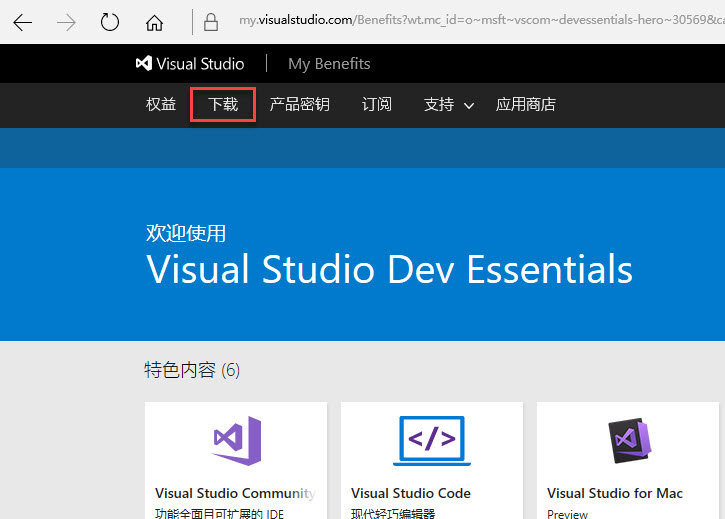 my.visualstudio.com/Benefits?wt.mc_id=o~msft~vscom~devessentials-hero~30569&ca
Visual Studio | My Benefits
权益 下载 产品密钥 订阅 支持 应用商店
欢迎使用
Visual Studio Dev Essentials
特色内容 (6)
Visual Studio Community Visual Studio Code Visual Studio for Mac
功能全面且可扩展的 IDE 现代轻巧编辑器 Preview